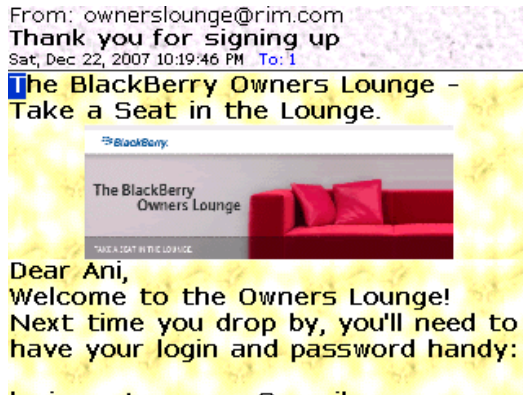 From: ownerslounge@rim.com
Thank you for signing up
Sat, Dec 22, 2007 10:19:46 PM To: 1
The BlackBerry Owners Lounge -
Take a Seat in the Lounge.
BlackBerry.
The BlackBerry
Owners Lounge
TAKE A SEAT IN THE LOUNGE.
Dear Ani,
Welcome to the Owners Lounge!
Next time you drop by, you'll need to
have your login and password handy: